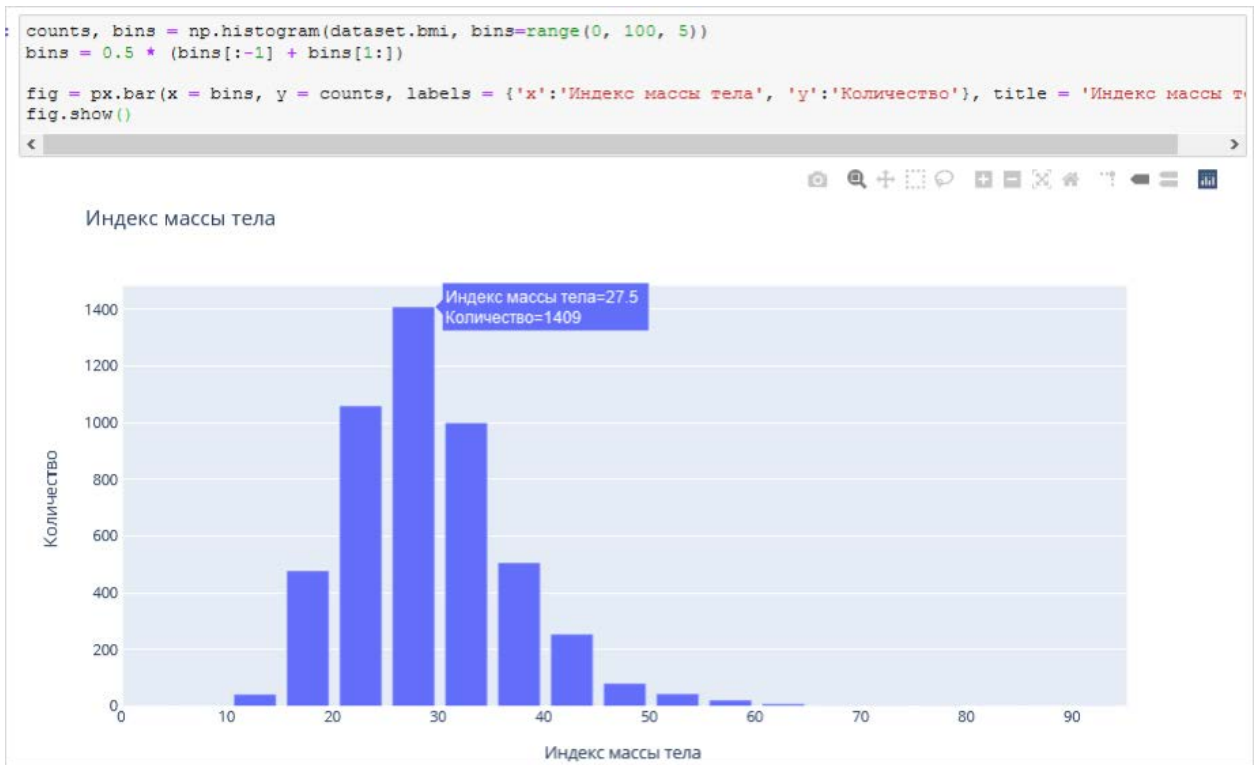 counts, bins = np.histogram(dataset.bmi, bins=range(0, 100, 5))
bins = 0.5 * (bins[:-1] + bins[1:])
fig = px.bar(x = bins, y = counts, labels = {'x':'Индекс массы тела', 'y':'Количество'}, title = 'Индекс массы
fig.show()
Индекс массы тела
Индекс массы тела=27.5
Количество=1409
1400
1200
1000
800
600
400
200
0
Количество
0 10 20 30 40 50 60 70 80 90
Индекс массы тела